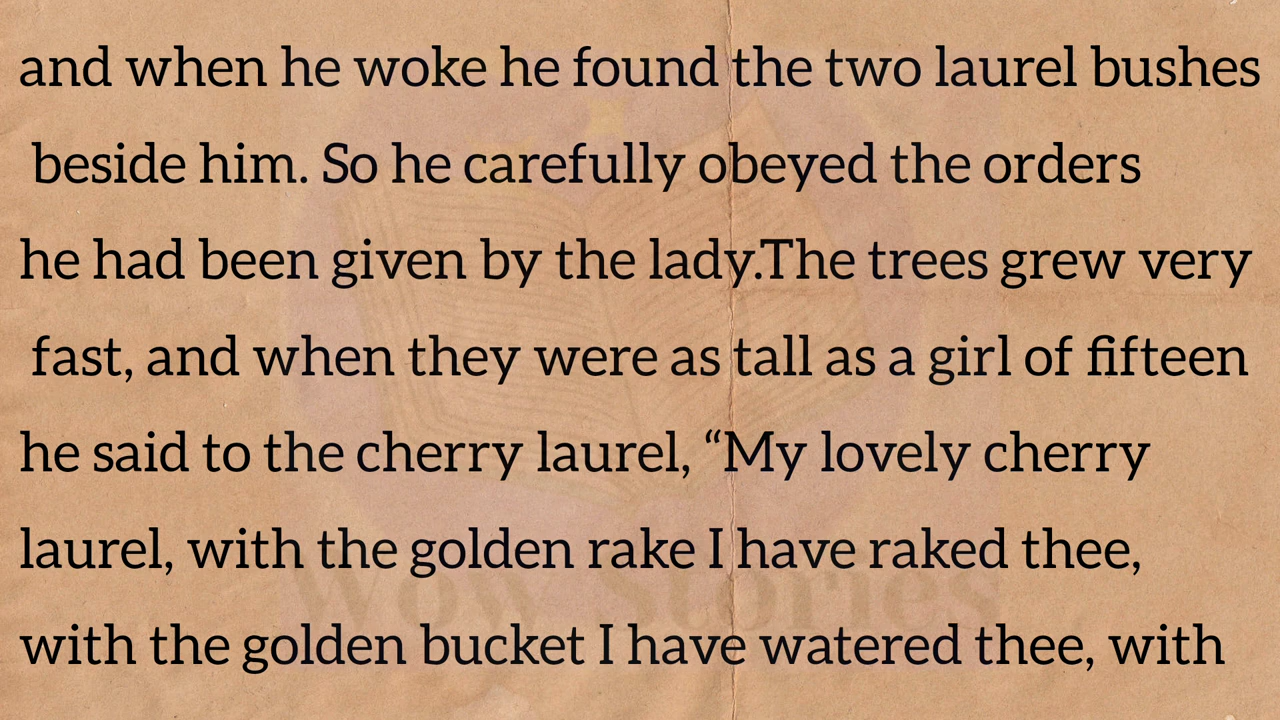 and when he woke he found the two laurel bushes
beside him. So he carefully obeyed the orders
he had been given by the lady.The trees grew very
fast, and when they were as tall as a girl of fifteen
he said to the cherry laurel, “My lovely cherry
laurel, with the golden rake I have raked thee,
with the golden bucket I have watered thee, with
Wow Stories